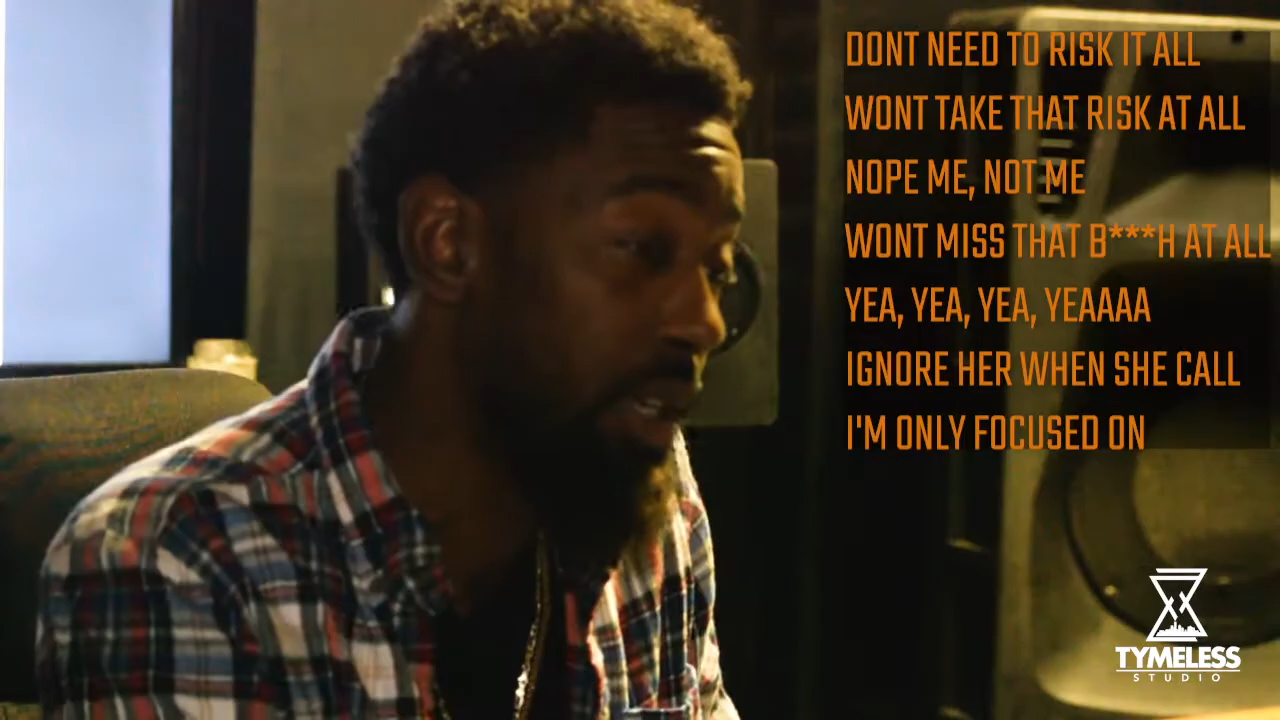 DONT NEED TO RISK IT ALL
WONT TAKE THAT RISK AT ALL
NOPE ME, NOT ME
WONT MISS THAT B***H AT ALL
YEA, YEA, YEA, YEAAAA
IGNORE HER WHEN SHE CALL
I'M ONLY FOCUSED ON
TYMELESS
STUDIO